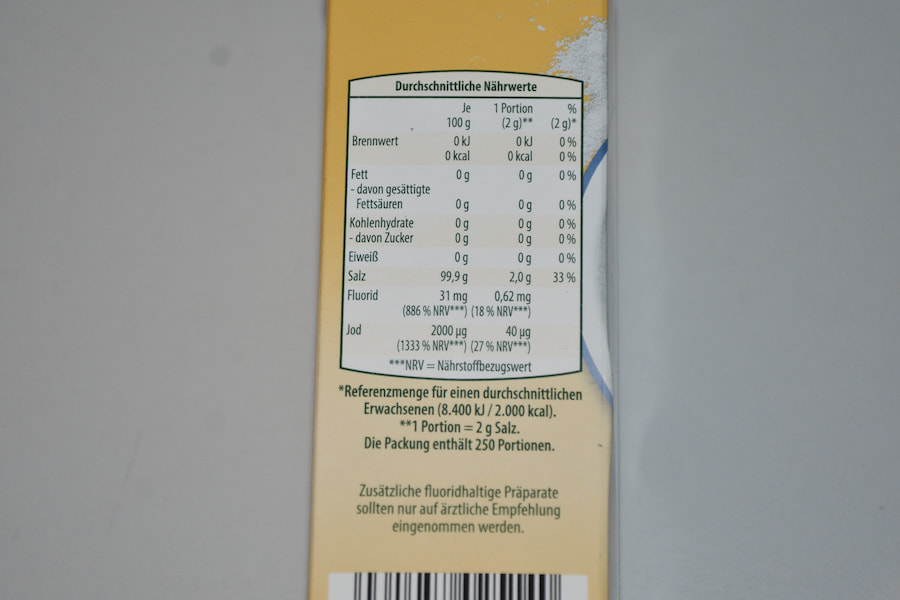 Durchschnittliche Nährwerte
Je 1 Portion %
100 g (2 g)** (2 g)*
Brennwert 0 kJ 0 kJ 0 %
0 kcal 0 kcal 0 %
Fett 0 g 0 g 0 %
- davon gesättigte
Fettsäuren 0 g 0 g 0 %
Kohlenhydrate 0 g 0 g 0 %
- davon Zucker 0 g 0 g 0 %
Eiweiß 0 g 0 g 0 %
Salz 99,9 g 2,0 g 33 %
Fluorid 31 mg 0,62 mg
(886 % NRV***) (18 % NRV***)
Jod 2000 µg 40 µg
(1333 % NRV***) (27 % NRV***)
***NRV = Nährstoffbezugswert
*Referenzmenge für einen durchschnittlichen
Erwachsenen (8.400 kJ / 2.000 kcal).
**1 Portion = 2 g Salz.
Die Packung enthält 250 Portionen.
Zusätzliche fluoridhaltige Präparate
sollten nur auf ärztliche Empfehlung
eingenommen werden.